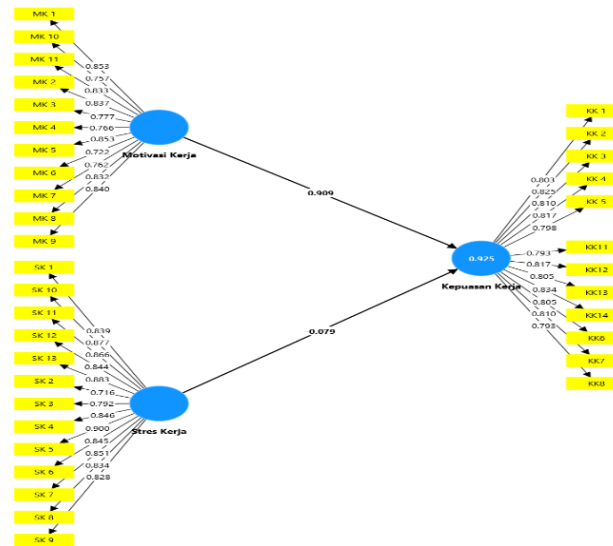 MK 1
MK 10
MK 11
MK 2
MK 3
MK 4
MK 5
MK 6
MK 7
MK 8
MK 9
0.853
0.757
0.833
0.837
0.777
0.766
0.853
0.722
0.762
0.832
0.840
Motivasi Kerja
0.909
SK 1
SK 10
SK 11
SK 12
SK 13
SK 2
SK 3
SK 4
SK 5
SK 6
SK 7
SK 8
SK 9
0.839
0.877
0.866
0.844
0.883
0.716
0.792
0.846
0.900
0.845
0.851
0.834
0.828
Stres Kerja
0.925
Kepuasan Kerja
KK 1
KK 2
KK 3
KK 4
KK 5
KK11
KK12
KK13
KK14
KK6
KK7
KK8
0.803
0.825
0.810
0.817
0.798
0.793
0.817
0.805
0.834
0.805
0.810